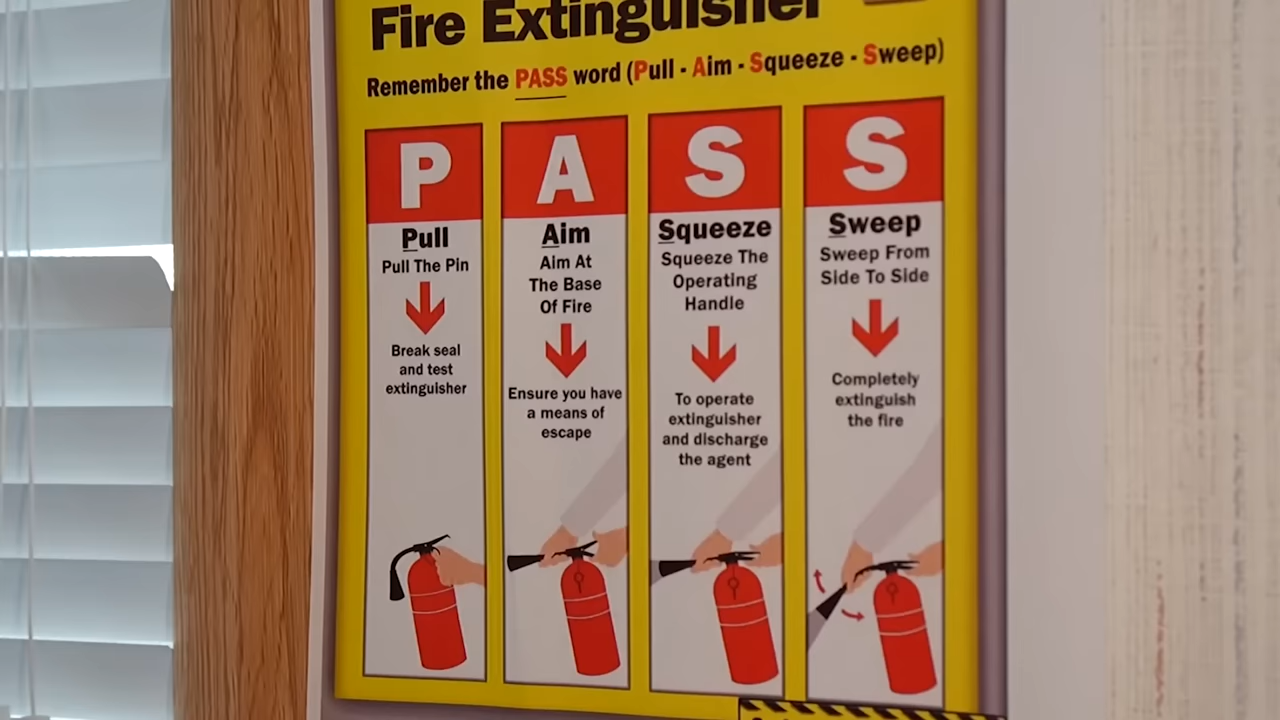 Fire Extinguisher
Remember the PASS word (Pull - Aim - Squeeze - Sweep)
P
Pull
Pull The Pin
Break seal
and test
extinguisher
A
Aim
Aim At
The Base
Of Fire
Ensure you have
a means of
escape
S
Squeeze
Squeeze The
Operating
Handle
To operate
extinguisher
and discharge
the agent
S
Sweep
Sweep From
Side To Side
Completely
extinguish
the fire